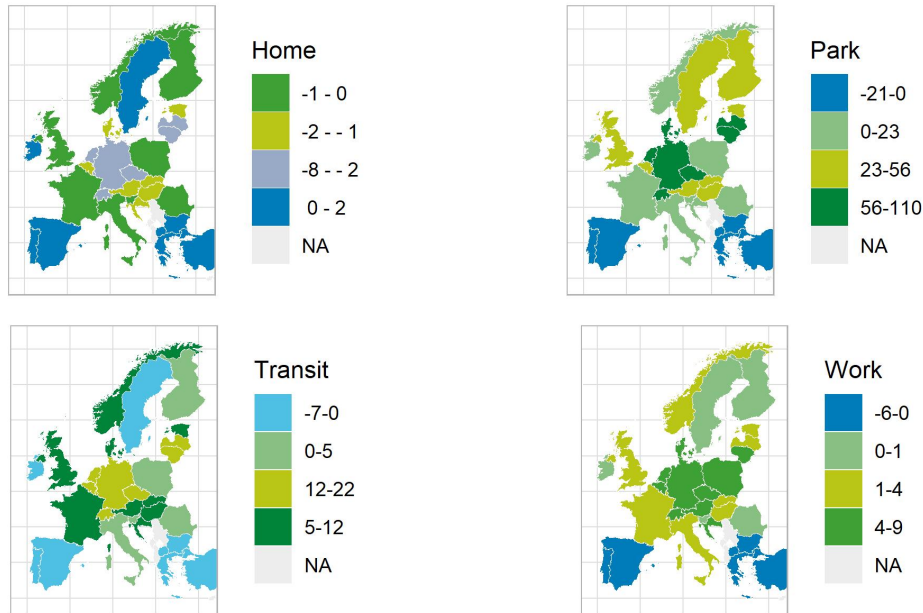 Home
-1 - 0
-2 - - 1
-8 - - 2
0 - 2
NA
Park
-21-0
0-23
23-56
56-110
NA
Transit
-7-0
0-5
12-22
5-12
NA
Work
-6-0
0-1
1-4
4-9
NA